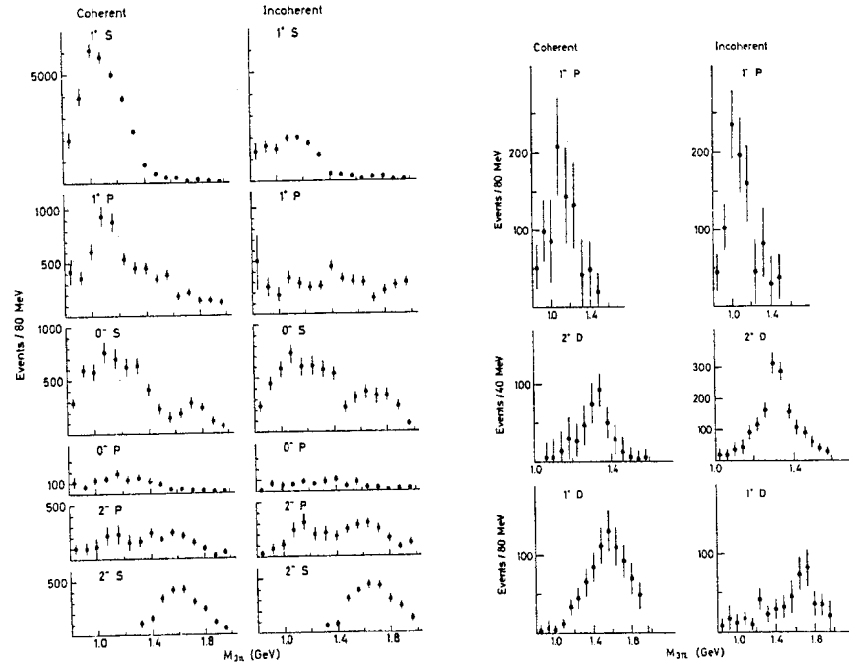 Coherent
Incoherent
1⁺ S
1⁺ S
5000
1⁺ P
1⁺ P
1000
500
0⁻ S
0⁻ S
1000
500
0⁻ P
0⁻ P
100
2⁻ P
2⁻ P
500
2⁻ S
2⁻ S
500
1.0 1.4 1.8
1.0 1.4 1.8
Events / 80 MeV
M3π (GeV)
Coherent
Incoherent
1⁻ P
1⁻ P
200
100
200
100
1.0 1.4
1.0 1.4
Events / 80 MeV
2⁺ D
2⁺ D
100
300
200
100
1.0 1.4
1.0 1.4
Events / 40 MeV
1⁺ D
1⁺ D
100
100
1.0 1.4 1.8
1.0 1.4 1.8
Events / 80 MeV
M3π (GeV)